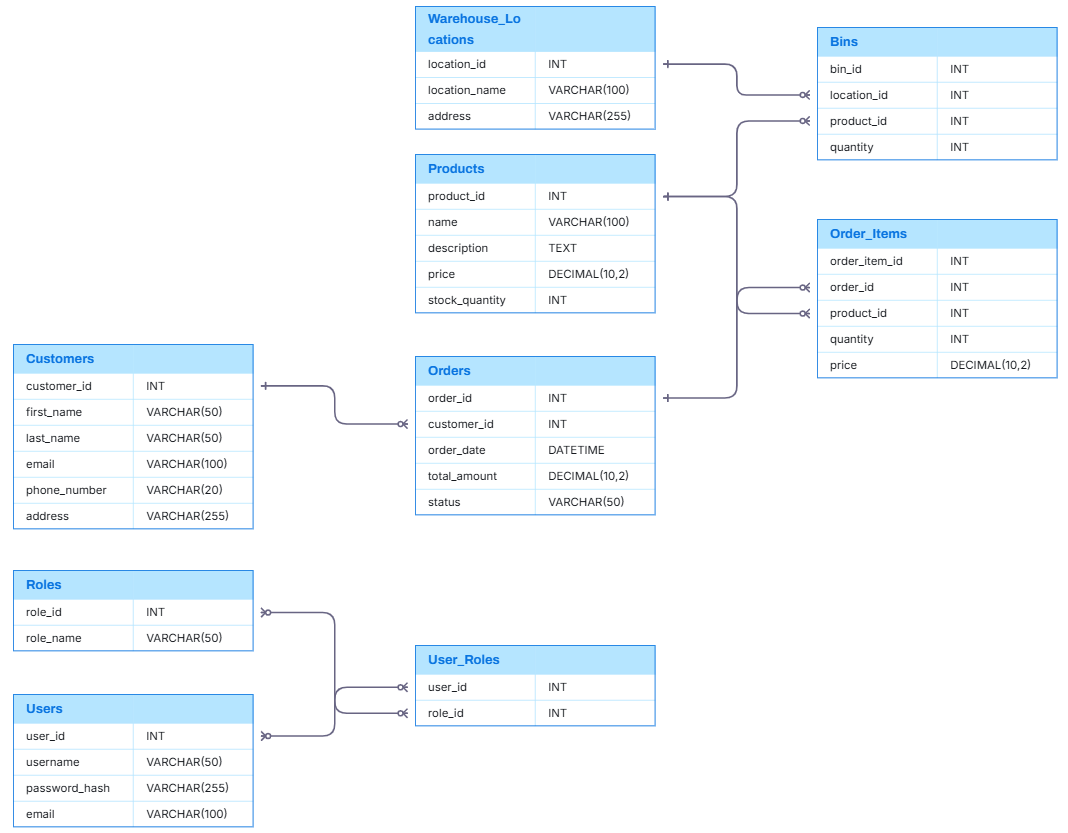 Warehouse_Lo
cations
location_id INT
location_name VARCHAR(100)
address VARCHAR(255)
Bins
bin_id INT
location_id INT
product_id INT
quantity INT
Products
product_id INT
name VARCHAR(100)
description TEXT
price DECIMAL(10,2)
stock_quantity INT
Order_Items
order_item_id INT
order_id INT
product_id INT
quantity INT
price DECIMAL(10,2)
Customers
customer_id INT
first_name VARCHAR(50)
last_name VARCHAR(50)
email VARCHAR(100)
phone_number VARCHAR(20)
address VARCHAR(255)
Orders
order_id INT
customer_id INT
order_date DATETIME
total_amount DECIMAL(10,2)
status VARCHAR(50)
Roles
role_id INT
role_name VARCHAR(50)
User_Roles
user_id INT
role_id INT
Users
user_id INT
username VARCHAR(50)
password_hash VARCHAR(255)
email VARCHAR(100)